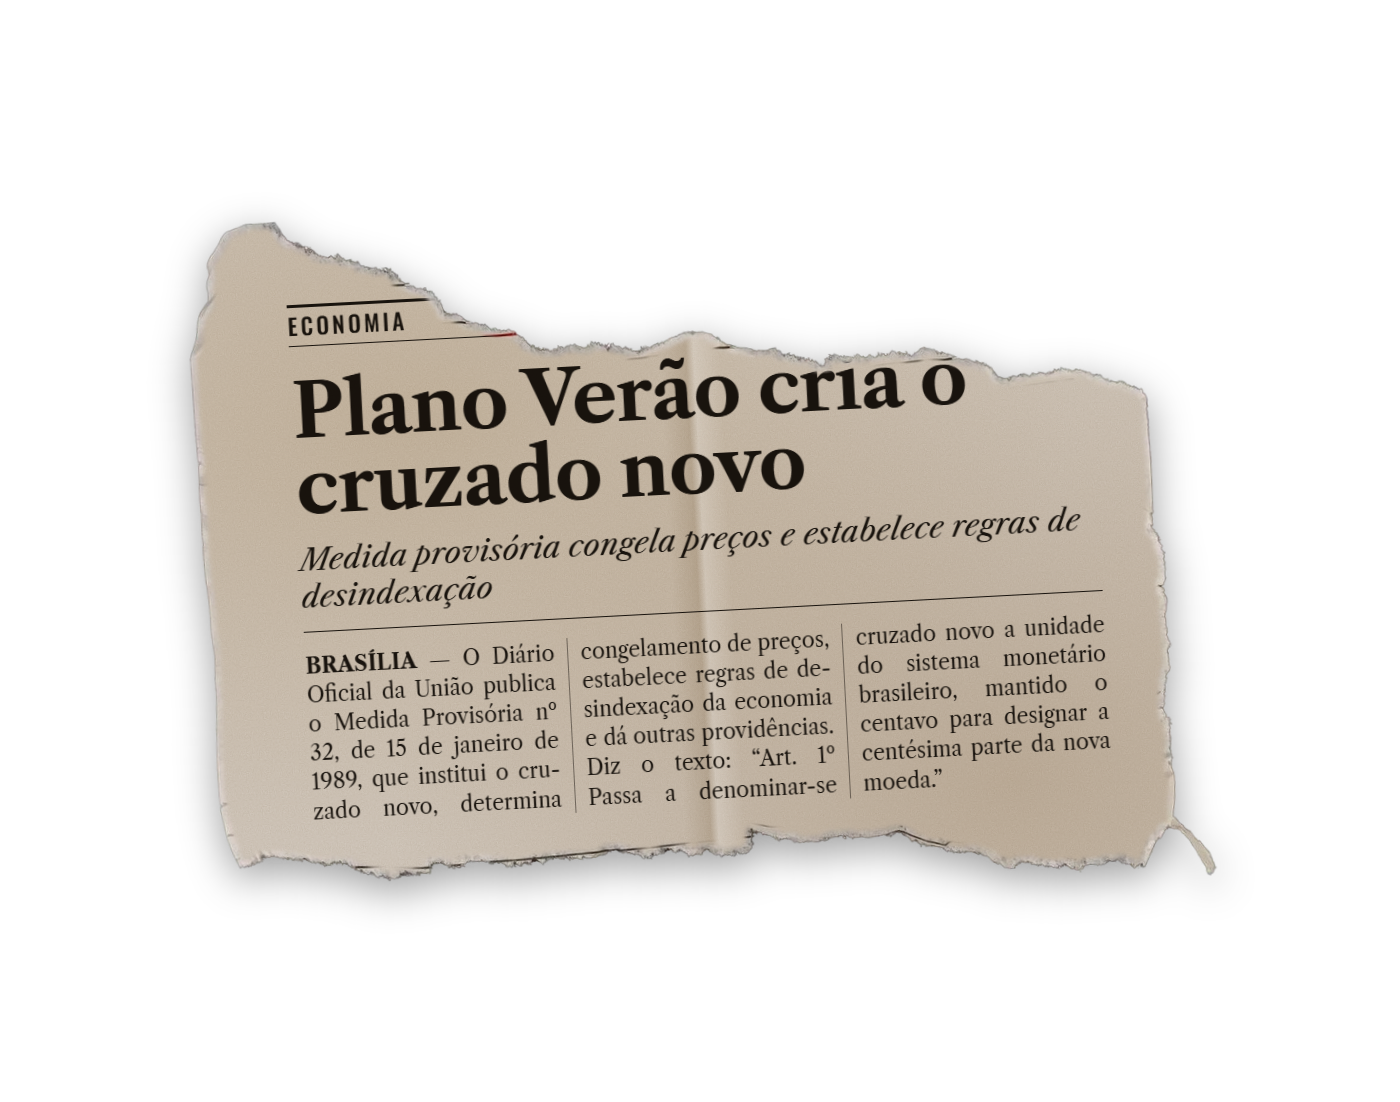 ECONOMIA
Plano Verão cria o
cruzado novo
Medida provisória congela preços e estabelece regras de
desindexação
BRASÍLIA — O Diário
Oficial da União publica
o Medida Provisória nº
32, de 15 de janeiro de
1989, que institui o cru-
zado novo, determina
congelamento de preços,
estabelece regras de de-
sindexação da economia
e dá outras providências.
Diz o texto: “Art. 1º
Passa a denominar-se
cruzado novo a unidade
do sistema monetário
brasileiro, mantido o
centavo para designar a
centésima parte da nova
moeda.”